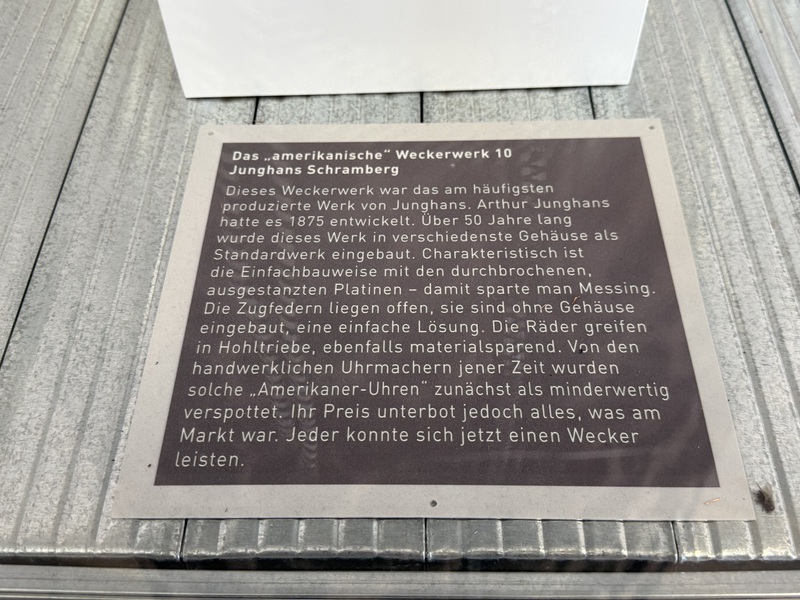 Das „amerikanische“ Weckerwerk 10
Junghans Schramberg
Dieses Weckerwerk war das am häufigsten
produzierte Werk von Junghans. Arthur Junghans
hatte es 1875 entwickelt. Über 50 Jahre lang
wurde dieses Werk in verschiedenste Gehäuse als
Standardwerk eingebaut. Charakteristisch ist
die Einfachbauweise mit den durchbrochenen,
ausgestanzten Platinen – damit sparte man Messing.
Die Zugfedern liegen offen, sie sind ohne Gehäuse
eingebaut, eine einfache Lösung. Die Räder greifen
in Hohltriebe, ebenfalls materialsparend. Von den
handwerklichen Uhrmachern jener Zeit wurden
solche „Amerikaner-Uhren“ zunächst als minderwertig
verspottet. Ihr Preis unterbot jedoch alles, was am
Markt war. Jeder konnte sich jetzt einen Wecker
leisten.